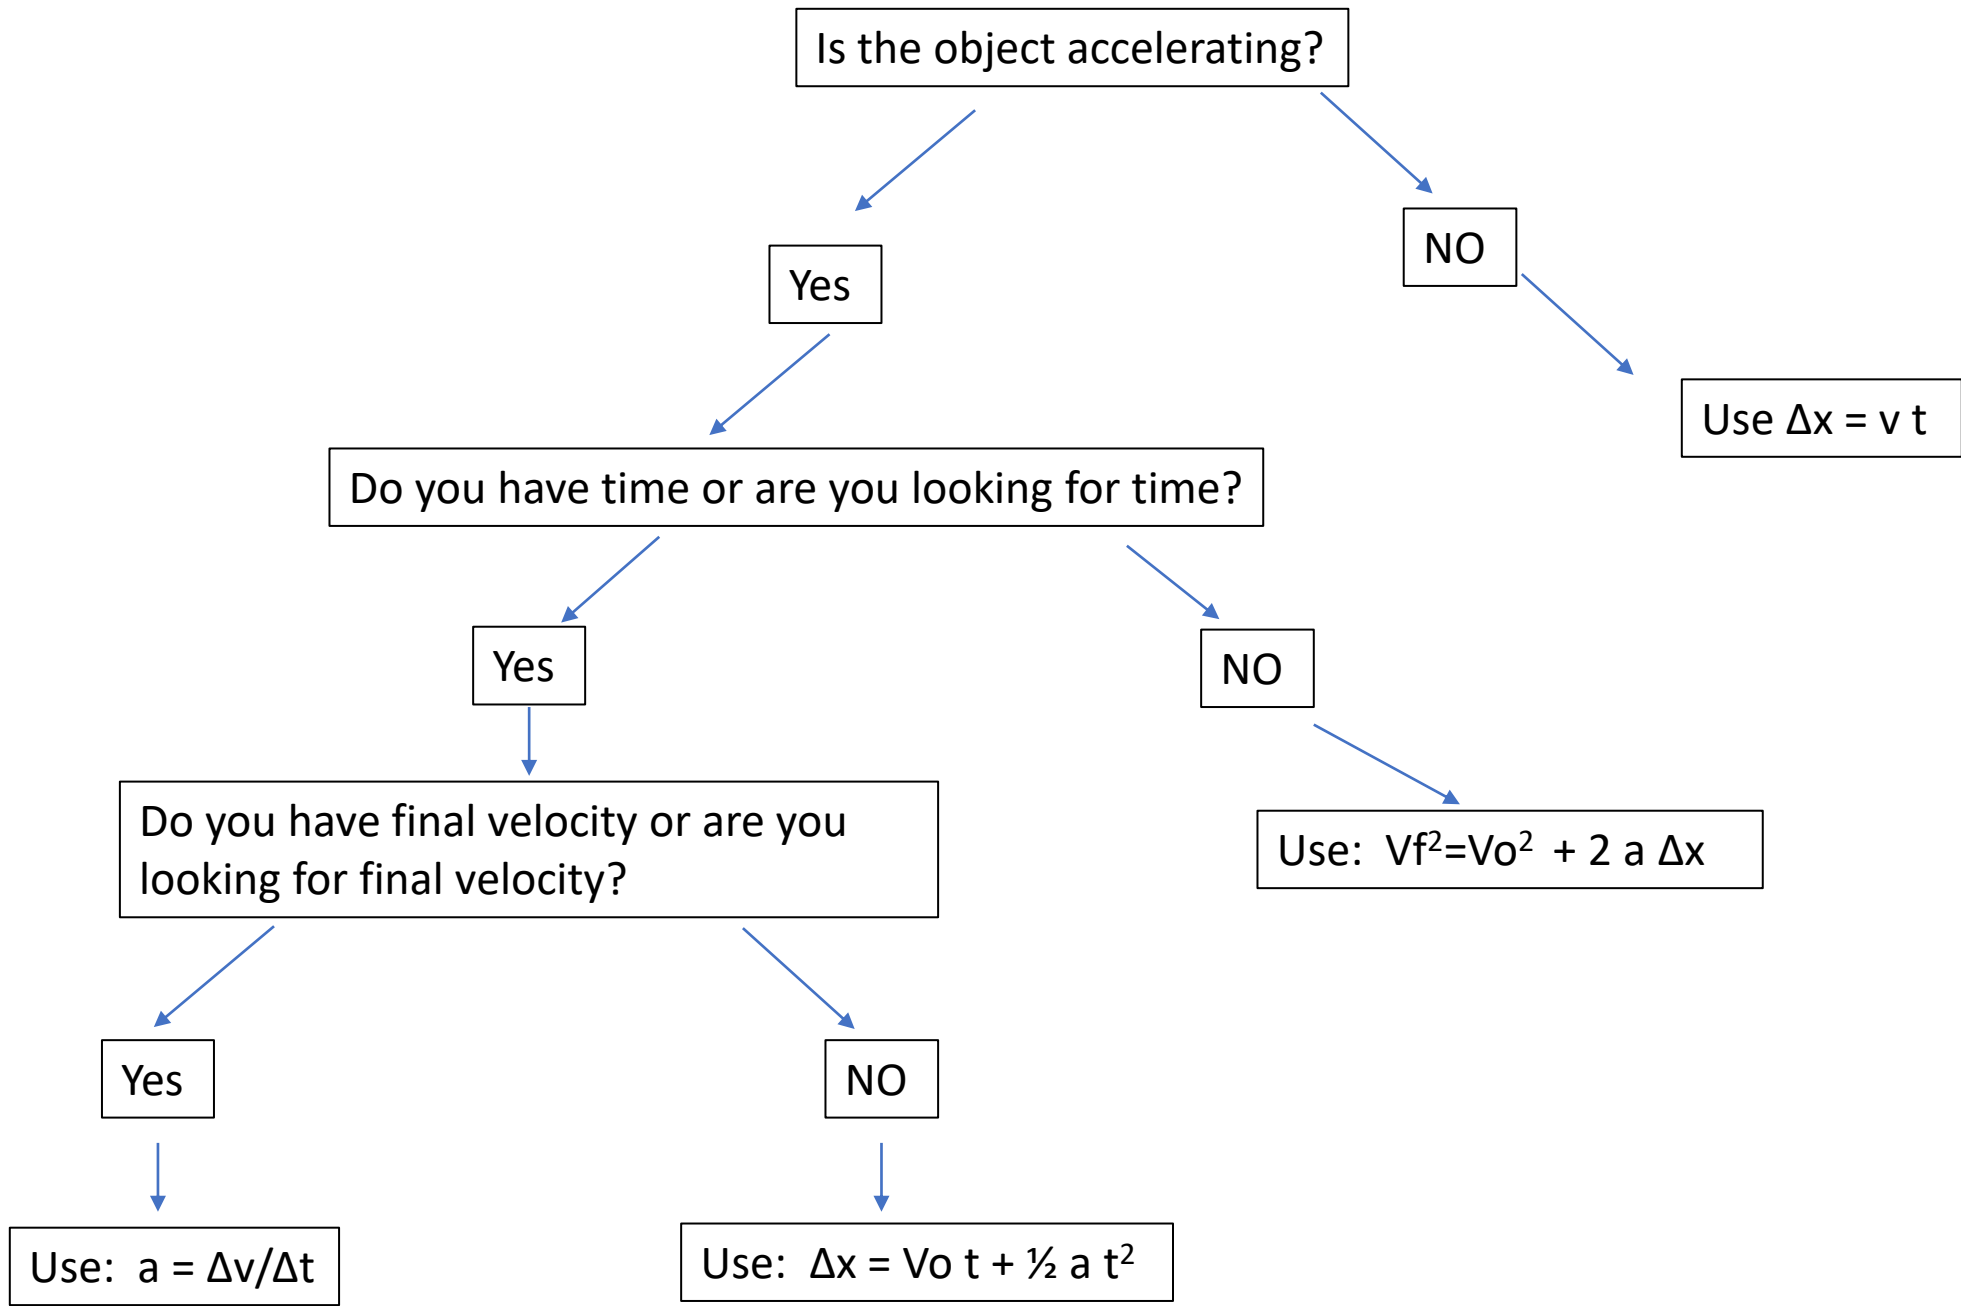 Is the object accelerating?
NO
Yes
Use Δx = v t
Do you have time or are you looking for time?
Yes
NO
Do you have final velocity or are you
looking for final velocity?
Use:  Vf²=Vo² + 2 a Δx
Yes
NO
Use:  a = Δv/Δt
Use:  Δx = Vo t + ½ a t²